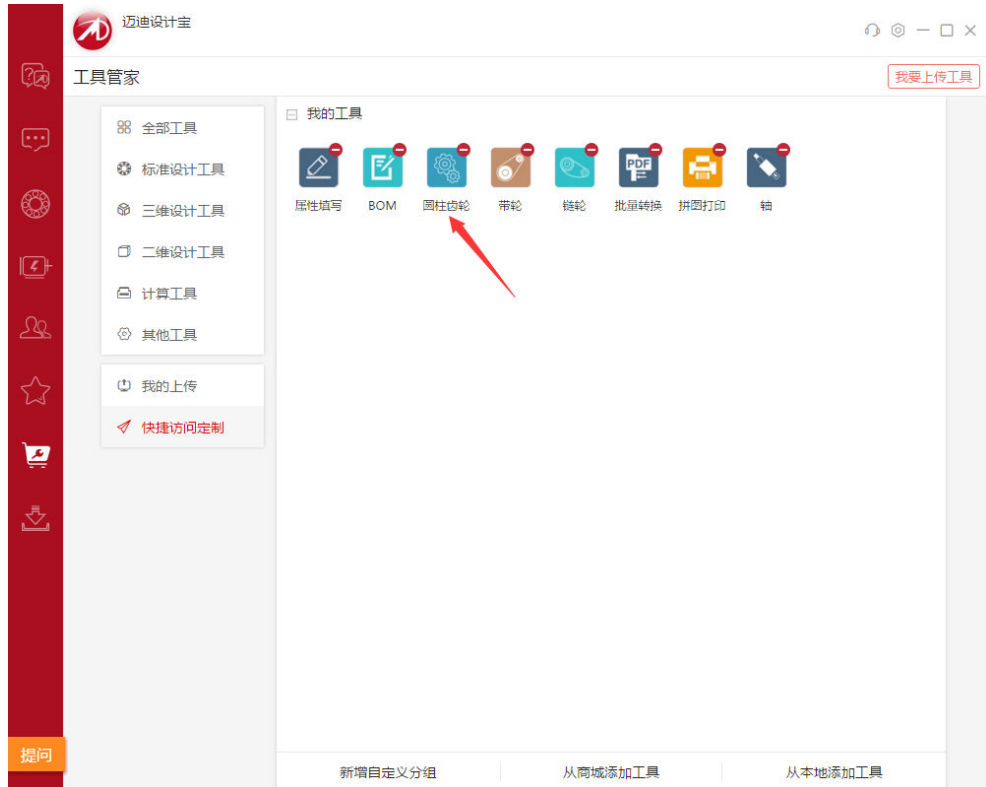 迈迪设计宝
工具管家
我要上传工具
全部工具
标准设计工具
三维设计工具
二维设计工具
计算工具
其他工具
我的上传
快捷访问定制
我的工具
PDF
属性填写 BOM 圆柱齿轮 带轮 链轮 批量转换 拼图打印 轴
提问
新增自定义分组 从商城添加工具 从本地添加工具